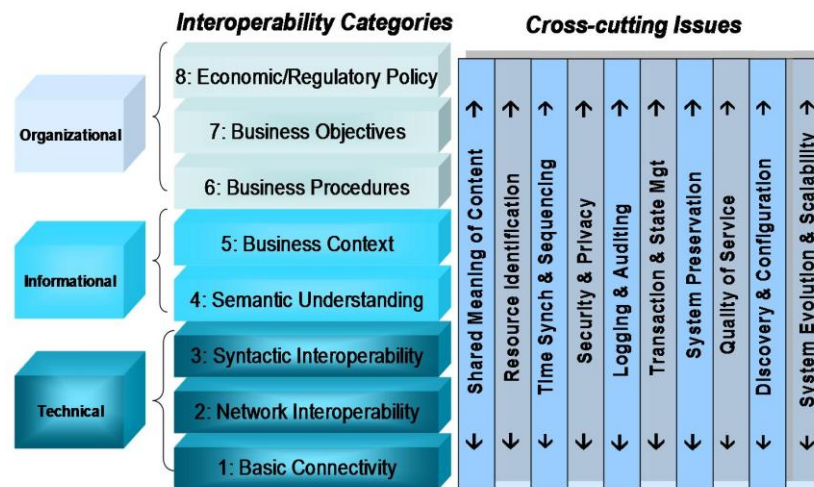 Interoperability Categories
Cross-cutting Issues
Organizational
8: Economic/Regulatory Policy
7: Business Objectives
6: Business Procedures
Informational
5: Business Context
4: Semantic Understanding
Technical
3: Syntactic Interoperability
2: Network Interoperability
1: Basic Connectivity
Shared Meaning of Content
Resource Identification
Time Synch & Sequencing
Security & Privacy
Logging & Auditing
Transaction & State Mgt
System Preservation
Quality of Service
Discovery & Configuration
System Evolution & Scalability